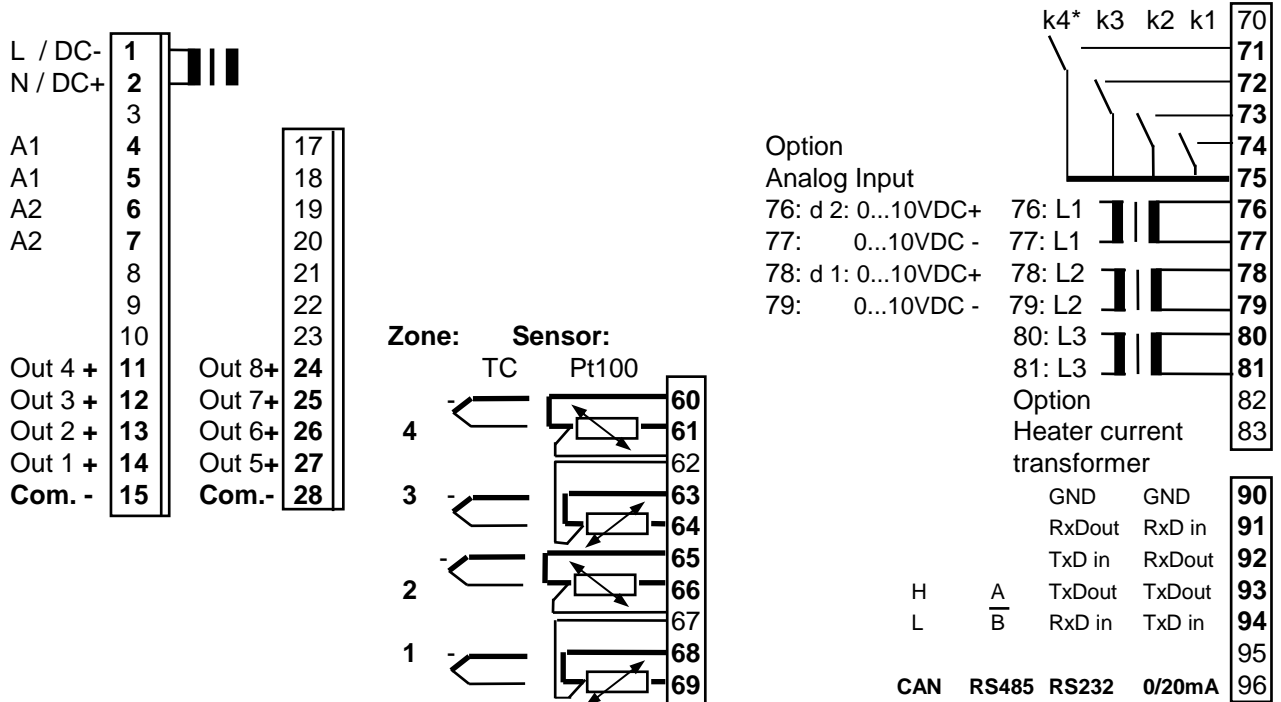 L / DC- 1
N / DC+ 2
3
A1 4
A1 5
A2 6
A2 7
8
9
10
Out 4 + 11
Out 3 + 12
Out 2 + 13
Out 1 + 14
Com. - 15
17
18
19
20
21
22
23
Out 8+ 24
Out 7+ 25
Out 6+ 26
Out 5+ 27
Com.- 28
Zone: Sensor:
TC Pt100
- 60
4 61
62
3 - 63
64
- 65
2 66
67
1 - 68
69
k4* k3 k2 k1 70
71
72
73
Option 74
Analog Input 75
76: d 2: 0...10VDC+ 76: L1 76
77: 0...10VDC - 77: L1 77
78: d 1: 0...10VDC+ 78: L2 78
79: 0...10VDC - 79: L2 79
80: L3 80
81: L3 81
Option 82
Heater current 83
transformer
GND GND 90
RxDout RxD in 91
TxD in RxDout 92
H A TxDout TxDout 93
L B RxD in TxD in 94
95
CAN RS485 RS232 0/20mA 96